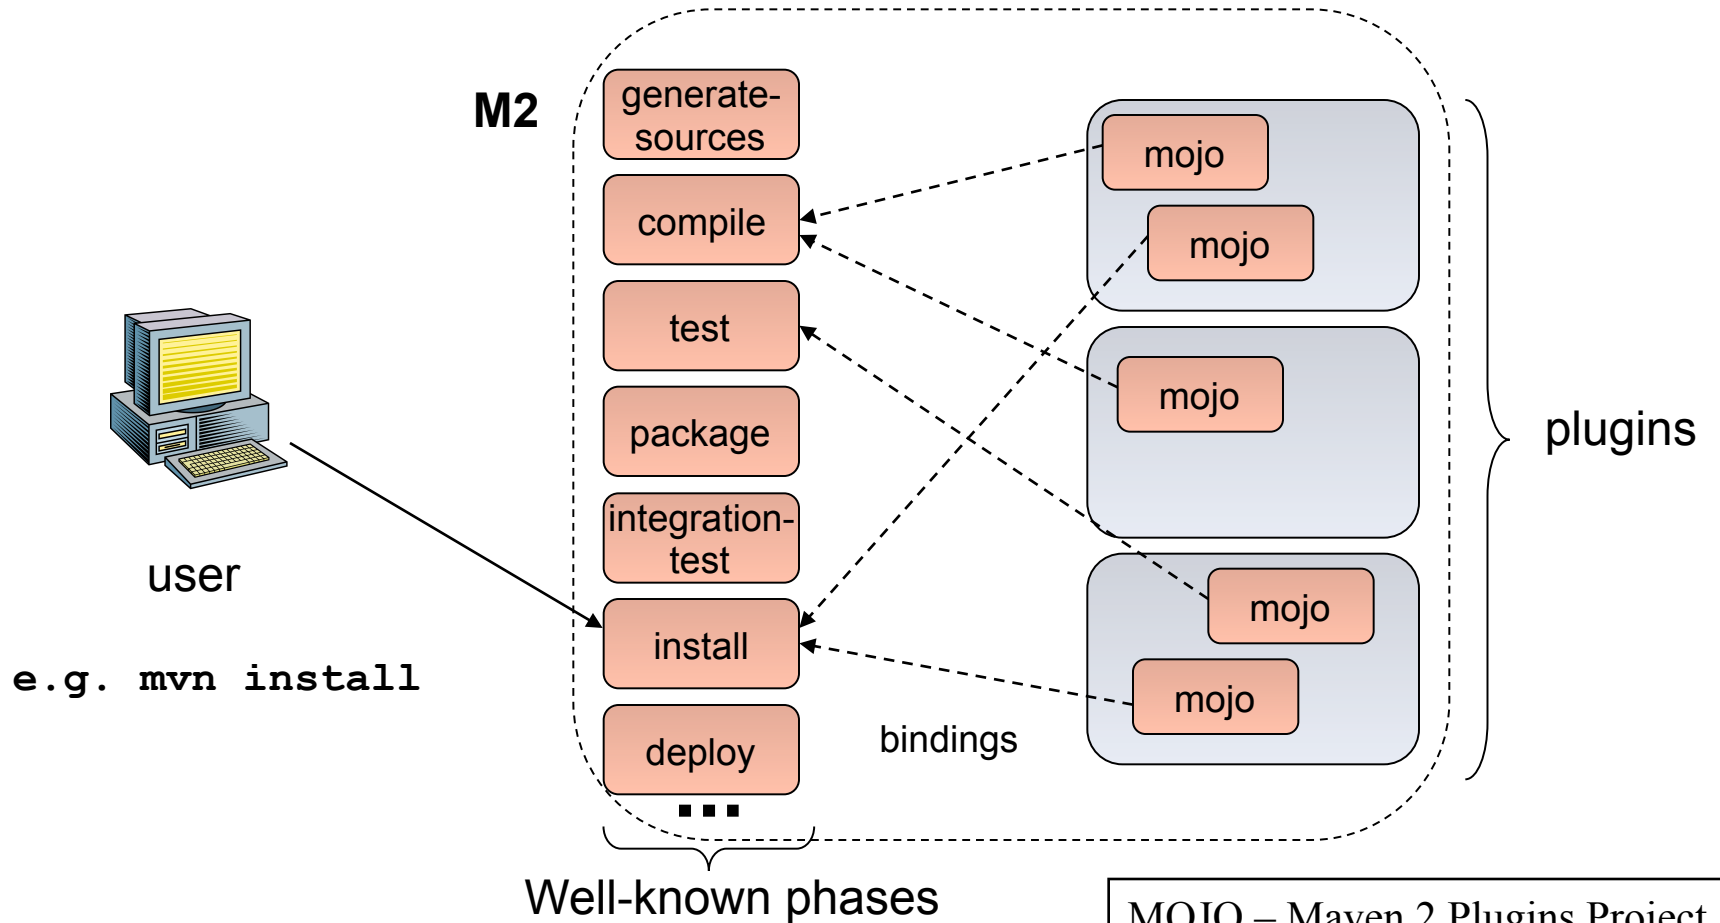 M2
generate-
sources
compile
test
package
integration-
test
install
deploy
...
Well-known phases
user
e.g. mvn install
bindings
mojo
mojo
mojo
mojo
mojo
plugins
MOJO – Maven 2 Plugins Project